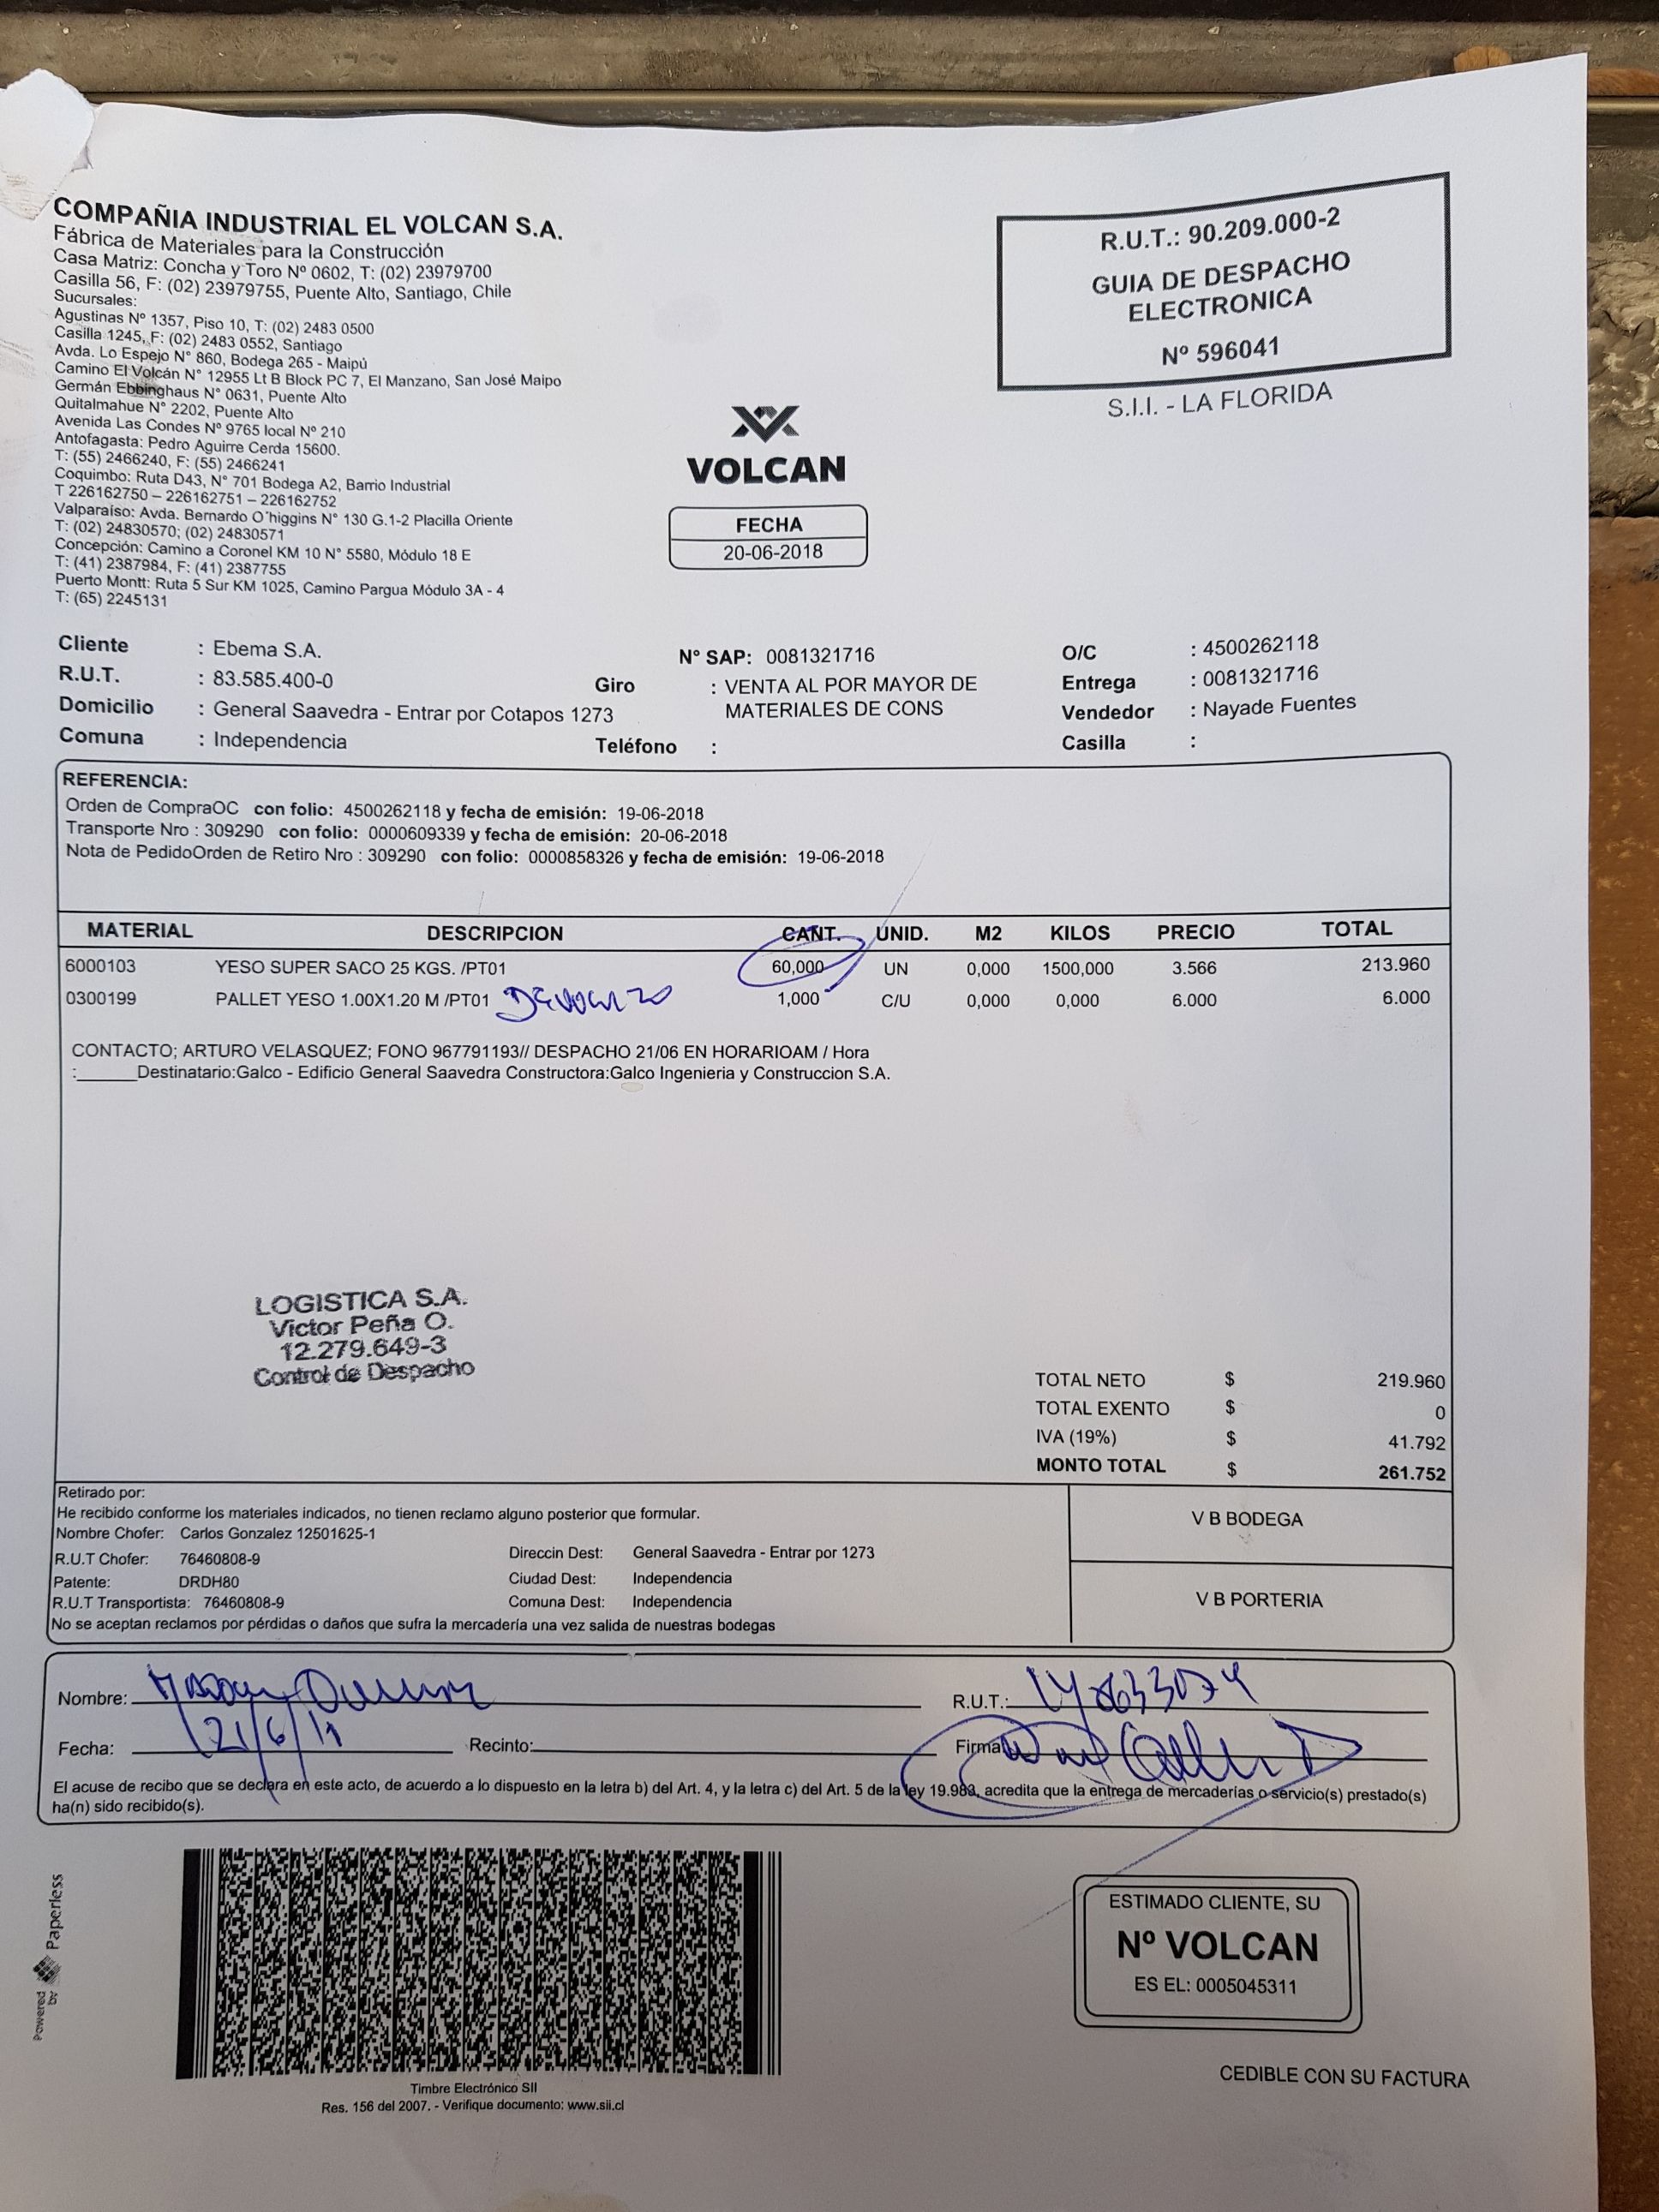 COMPAÑIA INDUSTRIAL EL VOLCAN S.A.
Fábrica de Materiales para la Construcción
Casa Matriz: Concha y Toro Nº 0602, T: (02) 23979700
Casilla 56, F: (02) 23979755, Puente Alto, Santiago, Chile
Sucursales:
Agustinas Nº 1357, Piso 10, T: (02) 2483 0500
Casilla 1245, F: (02) 2483 0552, Santiago
Avda. Lo Espejo N° 860, Bodega 265 - Maipú
Camino El Volcán N° 12955 Lt B Block PC 7, El Manzano, San José Maipo
Germán Ebbinghaus N° 0631, Puente Alto
Quitalmahue N° 2202, Puente Alto
Avenida Las Condes Nº 9765 local Nº 210
Antofagasta: Pedro Aguirre Cerda 15600.
T: (55) 2466240, F: (55) 2466241
Coquimbo: Ruta D43, N° 701 Bodega A2, Barrio Industrial
T 226162750 – 226162751 – 226162752
Valparaíso: Avda. Bernardo O´higgins N° 130 G.1-2 Placilla Oriente
T: (02) 24830570; (02) 24830571
Concepción: Camino a Coronel KM 10 N° 5580, Módulo 18 E
T: (41) 2387984, F: (41) 2387755
Puerto Montt: Ruta 5 Sur KM 1025, Camino Pargua Módulo 3A - 4
T: (65) 2245131
R.U.T.: 90.209.000-2
GUIA DE DESPACHO
ELECTRONICA
Nº 596041
S.I.I. - LA FLORIDA
VOLCAN
FECHA
20-06-2018
Cliente : Ebema S.A.
R.U.T. : 83.585.400-0
Domicilio : General Saavedra - Entrar por Cotapos 1273
Comuna : Independencia
Nº SAP: 0081321716
Giro : VENTA AL POR MAYOR DE
MATERIALES DE CONS
Teléfono :
O/C : 4500262118
Entrega : 0081321716
Vendedor : Nayade Fuentes
Casilla :
REFERENCIA:
Orden de CompraOC con folio: 4500262118 y fecha de emisión: 19-06-2018
Transporte Nro : 309290 con folio: 0000609339 y fecha de emisión: 20-06-2018
Nota de PedidoOrden de Retiro Nro : 309290 con folio: 0000858326 y fecha de emisión: 19-06-2018
MATERIAL DESCRIPCION CANT. UNID. M2 KILOS PRECIO TOTAL
6000103 YESO SUPER SACO 25 KGS. /PT01 60,000 UN 0,000 1500,000 3.566 213.960
0300199 PALLET YESO 1.00X1.20 M /PT01 1,000 C/U 0,000 0,000 6.000 6.000
CONTACTO; ARTURO VELASQUEZ; FONO 967791193// DESPACHO 21/06 EN HORARIOAM / Hora
:______Destinatario:Galco - Edificio General Saavedra Constructora:Galco Ingenieria y Construccion S.A.
LOGISTICA S.A.
Victor Peña O.
12.279.649-3
Control de Despacho
TOTAL NETO $ 219.960
TOTAL EXENTO $ 0
IVA (19%) $ 41.792
MONTO TOTAL $ 261.752
Retirado por:
He recibido conforme los materiales indicados, no tienen reclamo alguno posterior que formular.
Nombre Chofer: Carlos Gonzalez 12501625-1
R.U.T Chofer: 76460808-9
Patente: DRDH80
R.U.T Transportista: 76460808-9
Direccin Dest: General Saavedra - Entrar por 1273
Ciudad Dest: Independencia
Comuna Dest: Independencia
No se aceptan reclamos por pérdidas o daños que sufra la mercadería una vez salida de nuestras bodegas
V B BODEGA
V B PORTERIA
Nombre:
R.U.T.:
Fecha: 21/6/18
Recinto:
Firma
El acuse de recibo que se declara en este acto, de acuerdo a lo dispuesto en la letra b) del Art. 4, y la letra c) del Art. 5 de la ley 19.983, acredita que la entrega de mercaderías o servicio(s) prestado(s)
ha(n) sido recibido(s).
Powered by Paperless
Timbre Electrónico SII
Res. 156 del 2007. - Verifique documento: www.sii.cl
ESTIMADO CLIENTE, SU
Nº VOLCAN
ES EL: 0005045311
CEDIBLE CON SU FACTURA